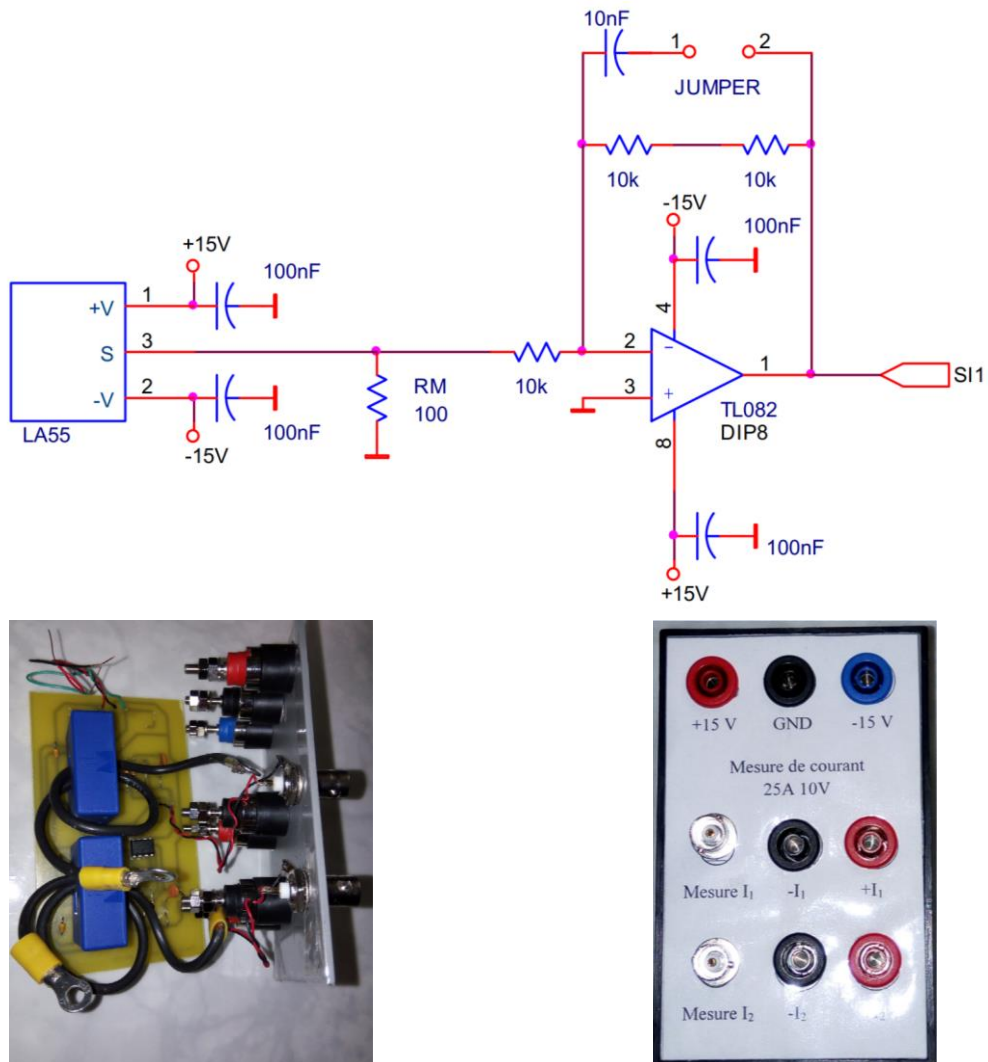 10nF
1
2
JUMPER
10k
10k
-15V
100nF
+15V
100nF
4
+V
1
S
3
2
-
1
SI1
10k
RM
100
3
+
-V
2
TL082
DIP8
LA55
100nF
-15V
8
100nF
+15V
+15 V
GND
-15 V
Mesure de courant
25A 10V
Mesure I₁
-I₁
+I₁
Mesure I₂
-I₂